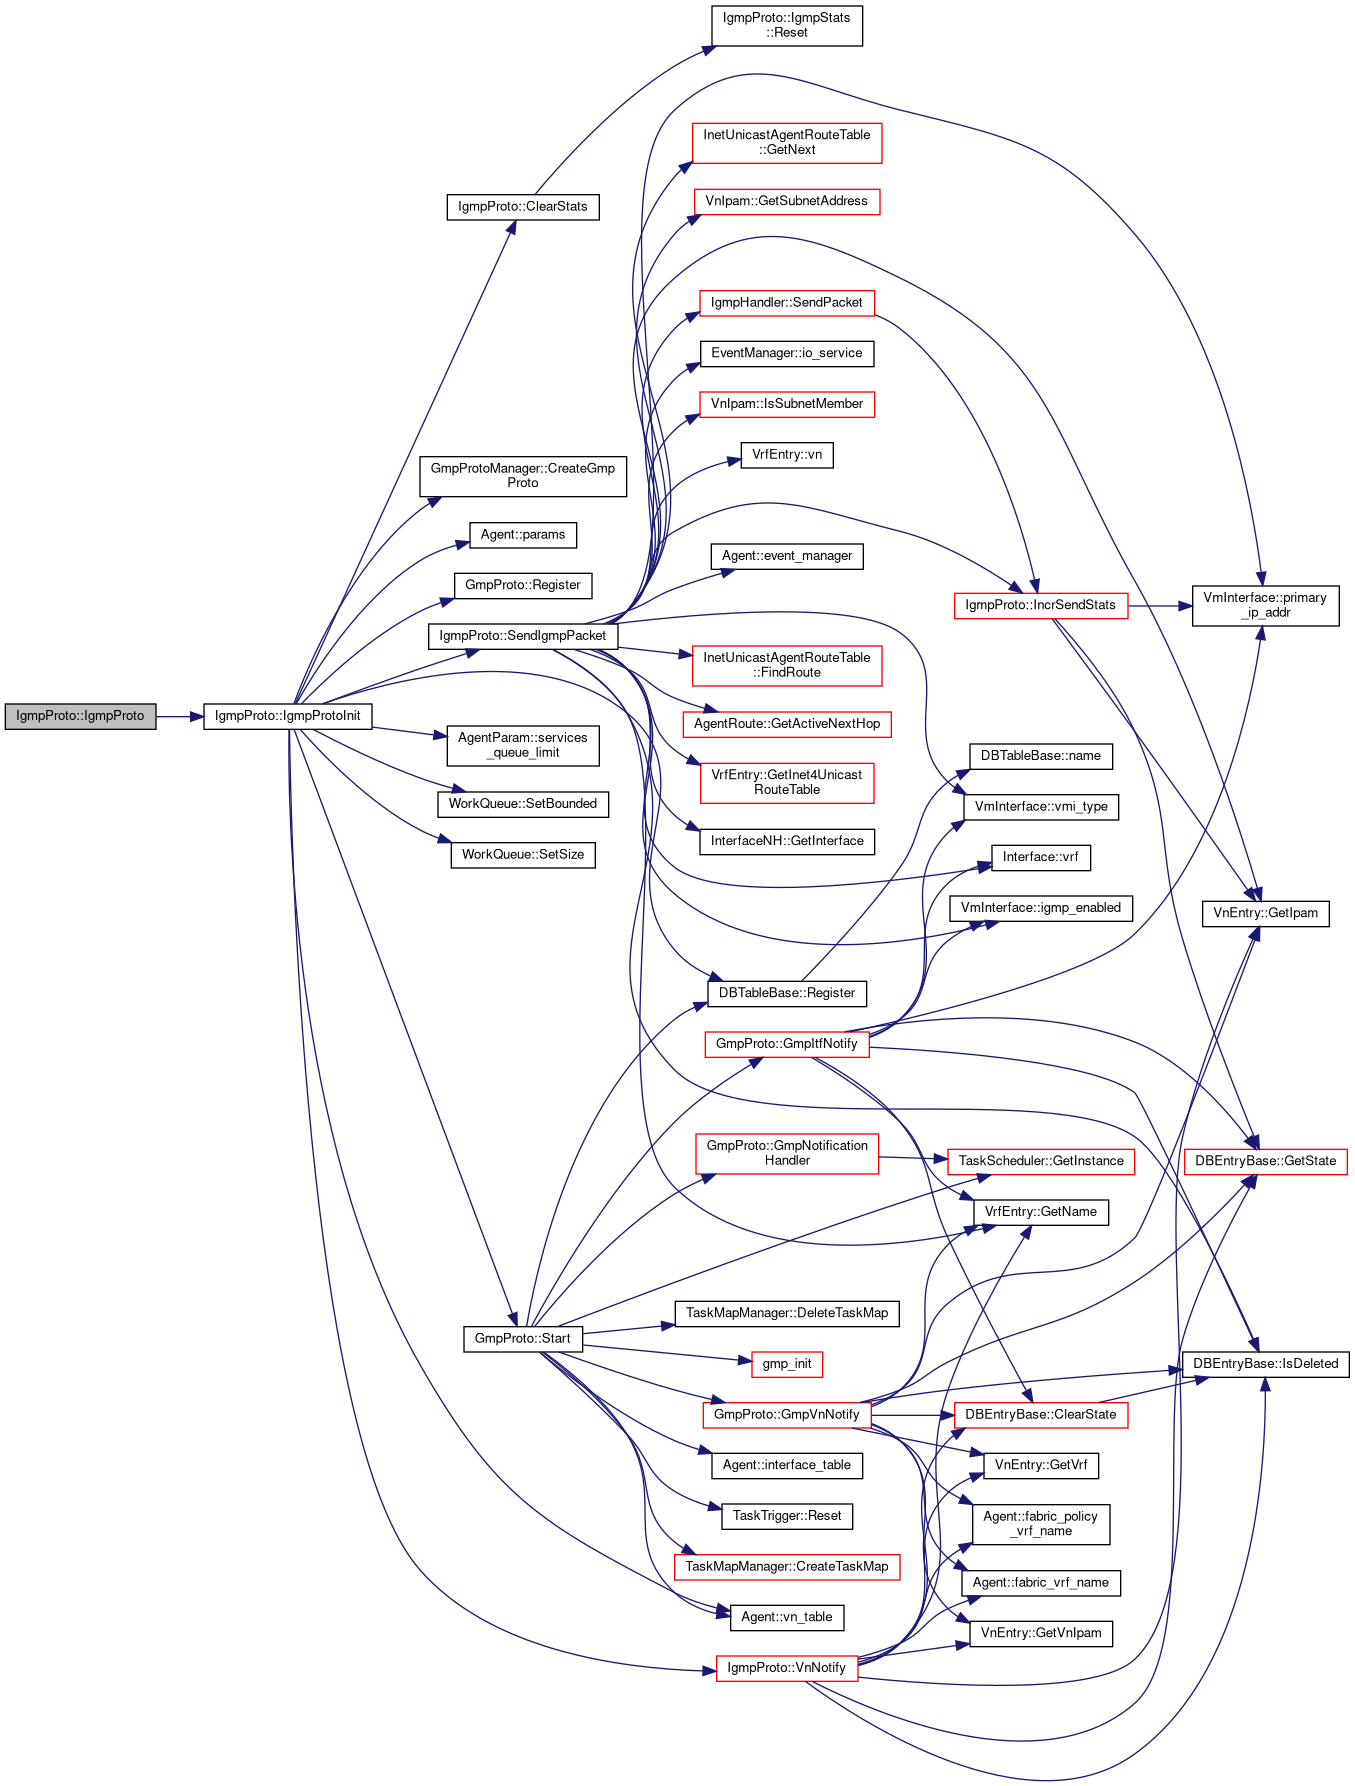 IgmpProto::IgmpStats
::Reset
InetUnicastAgentRouteTable
::GetNext
VnIpam::GetSubnetAddress
IgmpProto::ClearStats
IgmpHandler::SendPacket
EventManager::io_service
VnIpam::IsSubnetMember
VrfEntry::vn
GmpProtoManager::CreateGmp
Proto
Agent::params
Agent::event_manager
GmpProto::Register
IgmpProto::IncrSendStats
VmInterface::primary
_ip_addr
IgmpProto::SendIgmpPacket
InetUnicastAgentRouteTable
::FindRoute
IgmpProto::IgmpProto
IgmpProto::IgmpProtoInit
AgentRoute::GetActiveNextHop
AgentParam::services
_queue_limit
DBTableBase::name
VrfEntry::GetInet4Unicast
RouteTable
WorkQueue::SetBounded
VmInterface::vmi_type
InterfaceNH::GetInterface
WorkQueue::SetSize
Interface::vrf
VmInterface::igmp_enabled
VnEntry::GetIpam
DBTableBase::Register
GmpProto::GmpItfNotify
GmpProto::GmpNotification
Handler
TaskScheduler::GetInstance
DBEntryBase::GetState
VrfEntry::GetName
TaskMapManager::DeleteTaskMap
GmpProto::Start
gmp_init
DBEntryBase::IsDeleted
GmpProto::GmpVnNotify
DBEntryBase::ClearState
Agent::interface_table
VnEntry::GetVrf
TaskTrigger::Reset
Agent::fabric_policy
_vrf_name
TaskMapManager::CreateTaskMap
Agent::fabric_vrf_name
Agent::vn_table
VnEntry::GetVnIpam
IgmpProto::VnNotify